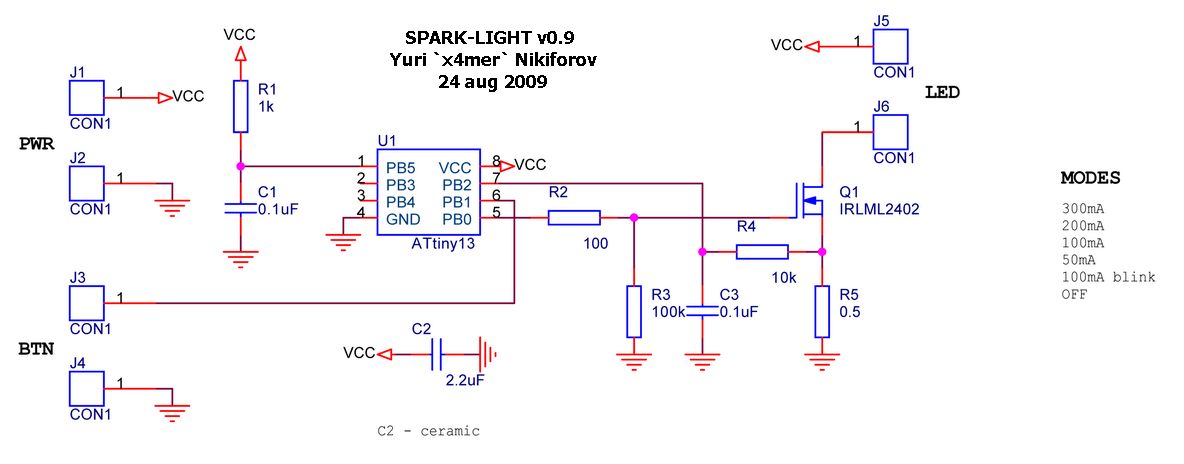 SPARK-LIGHT v0.9
Yuri `x4mer` Nikiforov
24 aug 2009
J1
1
VCC
CON1
PWR
J2
1
CON1
VCC
R1
1k
C1
0.1uF
J3
1
CON1
BTN
J4
1
CON1
U1
1 PB5 VCC 8 VCC
2 PB3 PB2 7
3 PB4 PB1 6
4 GND PB0 5
ATtiny13
R2
100
R3
100k
C3
0.1uF
R4
10k
R5
0.5
Q1
IRLML2402
VCC
C2
2.2uF
C2 - ceramic
J5
VCC
1
CON1
LED
J6
1
CON1
MODES
300mA
200mA
100mA
50mA
100mA blink
OFF